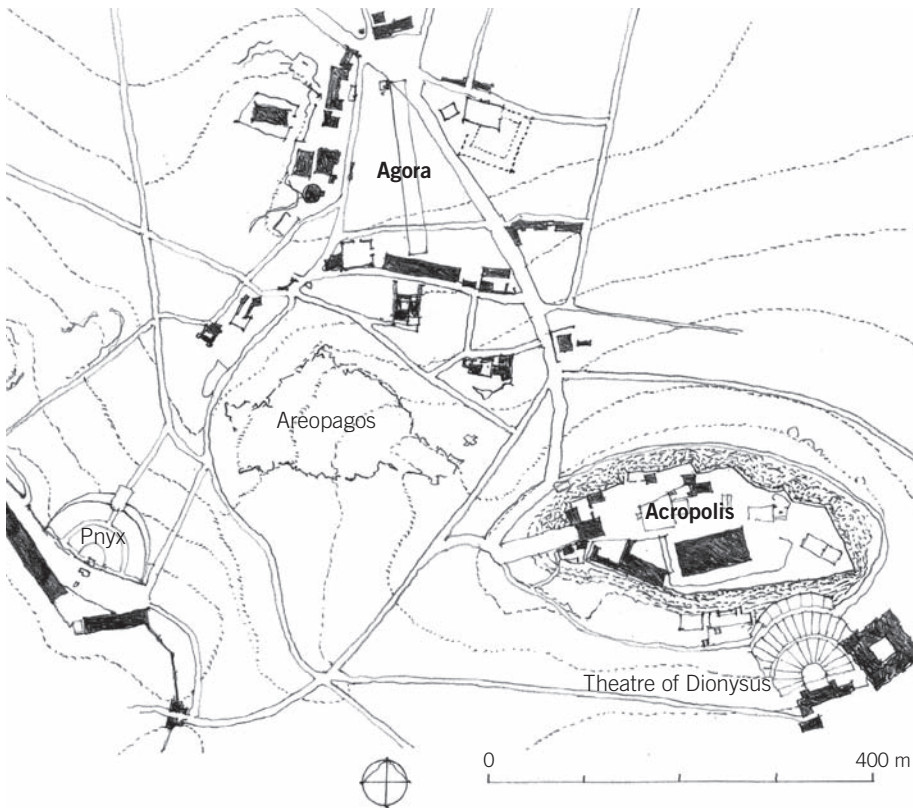 Agora
Areopagos
Acropolis
Pnyx
Theatre of Dionysus
0
400 m